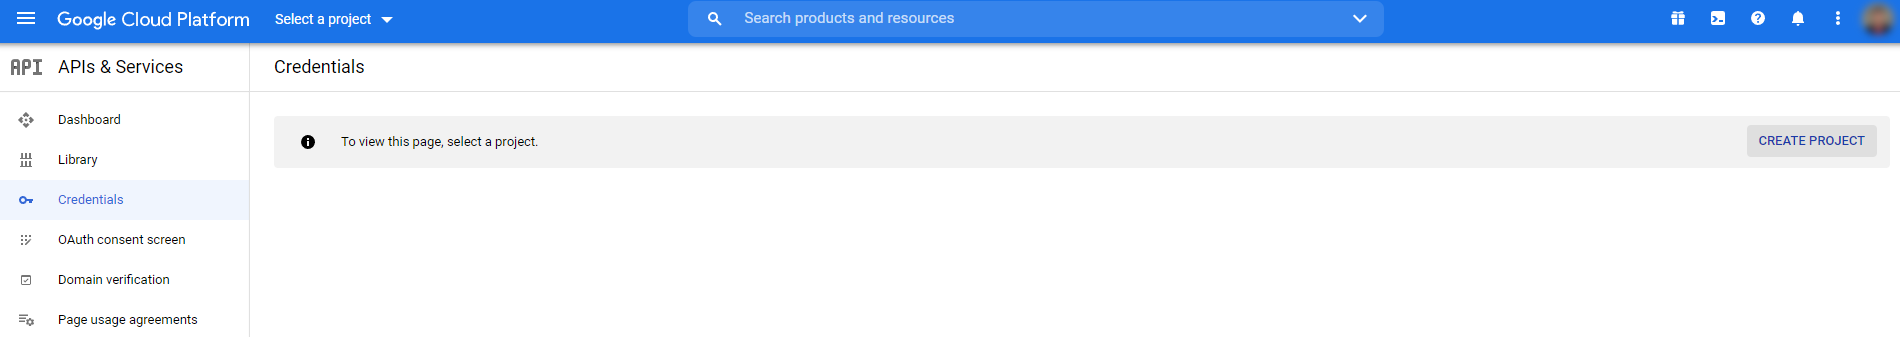 Google Cloud Platform
Select a project
Search products and resources
API
APIs & Services
Credentials
Dashboard
Library
Credentials
OAuth consent screen
Domain verification
Page usage agreements
To view this page, select a project.
CREATE PROJECT